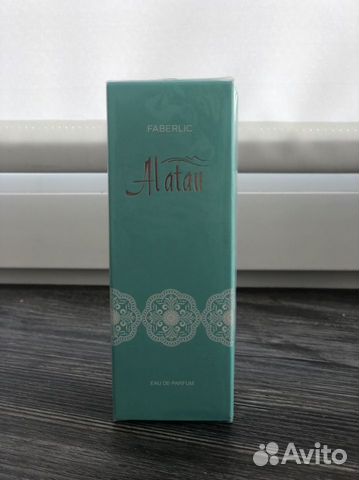 FABERLIC
Alatau
EAU DE PARFUM
Avito